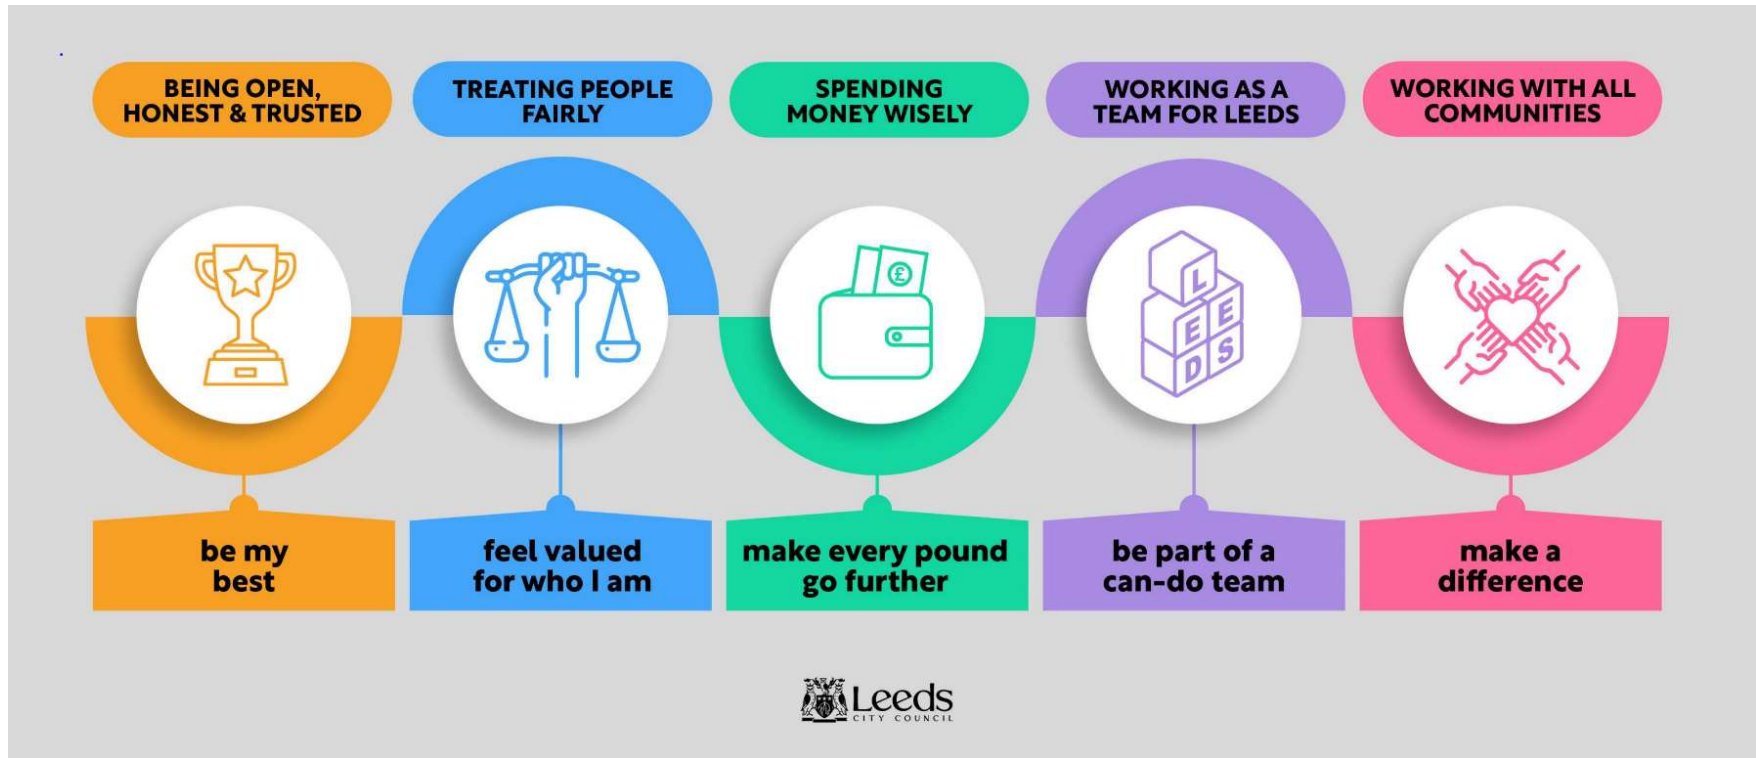 BEING OPEN,
HONEST & TRUSTED
TREATING PEOPLE
FAIRLY
SPENDING
MONEY WISELY
WORKING AS A
TEAM FOR LEEDS
WORKING WITH ALL
COMMUNITIES
£
L
E E
D S
be my
best
feel valued
for who I am
make every pound
go further
be part of a
can-do team
make a
difference
Leeds
CITY COUNCIL